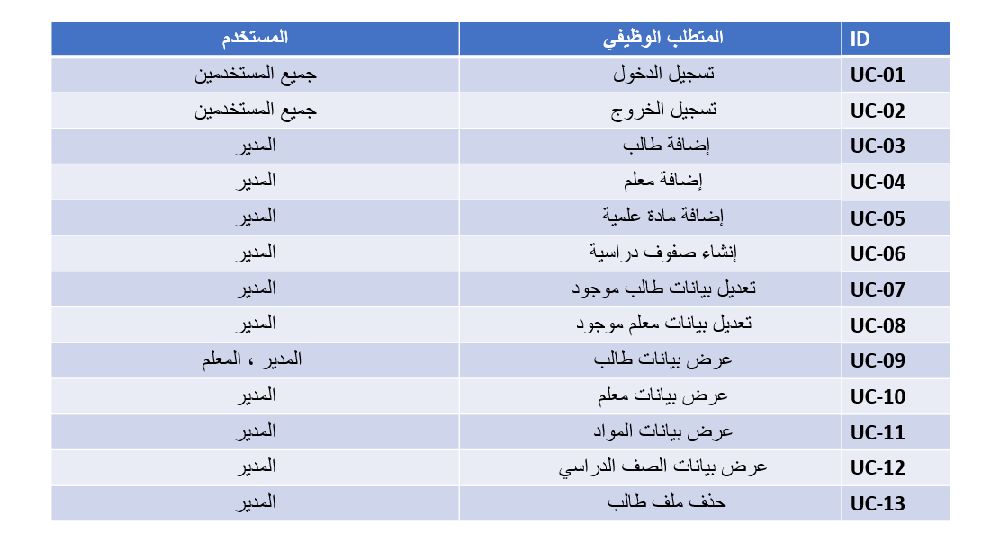 ID المتطلب الوظيفي المستخدم
UC-01 تسجيل الدخول جميع المستخدمين
UC-02 تسجيل الخروج جميع المستخدمين
UC-03 إضافة طالب المدير
UC-04 إضافة معلم المدير
UC-05 إضافة مادة علمية المدير
UC-06 إنشاء صفوف دراسية المدير
UC-07 تعديل بيانات طالب موجود المدير
UC-08 تعديل بيانات معلم موجود المدير
UC-09 عرض بيانات طالب المدير ، المعلم
UC-10 عرض بيانات معلم المدير
UC-11 عرض بيانات المواد المدير
UC-12 عرض بيانات الصف الدراسي المدير
UC-13 حذف ملف طالب المدير